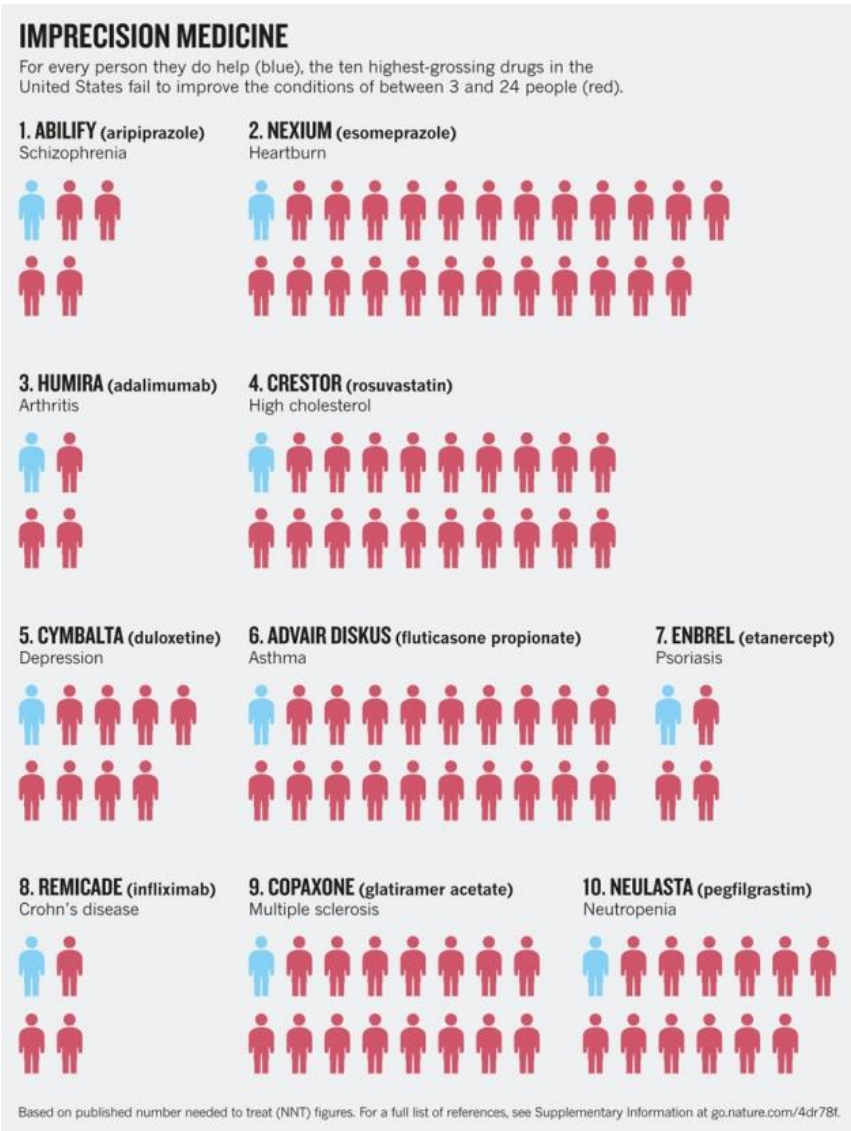 IMPRECISION MEDICINE
For every person they do help (blue), the ten highest-grossing drugs in the
United States fail to improve the conditions of between 3 and 24 people (red).
1. ABILIFY (aripiprazole)
Schizophrenia
2. NEXIUM (esomeprazole)
Heartburn
3. HUMIRA (adalimumab)
Arthritis
4. CRESTOR (rosuvastatin)
High cholesterol
5. CYMBALTA (duloxetine)
Depression
6. ADVAIR DISKUS (fluticasone propionate)
Asthma
7. ENBREL (etanercept)
Psoriasis
8. REMICADE (infliximab)
Crohn’s disease
9. COPAXONE (glatiramer acetate)
Multiple sclerosis
10. NEULASTA (pegfilgrastim)
Neutropenia
Based on published number needed to treat (NNT) figures. For a full list of references, see Supplementary Information at go.nature.com/4dr78f.